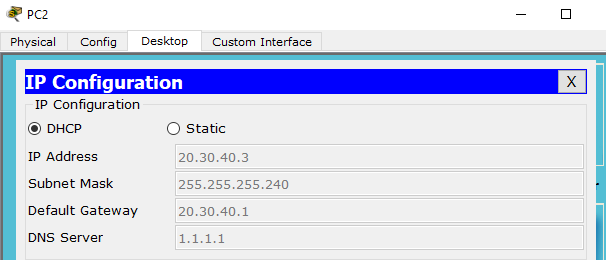 PC2
Physical Config Desktop Custom Interface
IP Configuration X
IP Configuration
DHCP Static
IP Address 20.30.40.3
Subnet Mask 255.255.255.240
Default Gateway 20.30.40.1
DNS Server 1.1.1.1